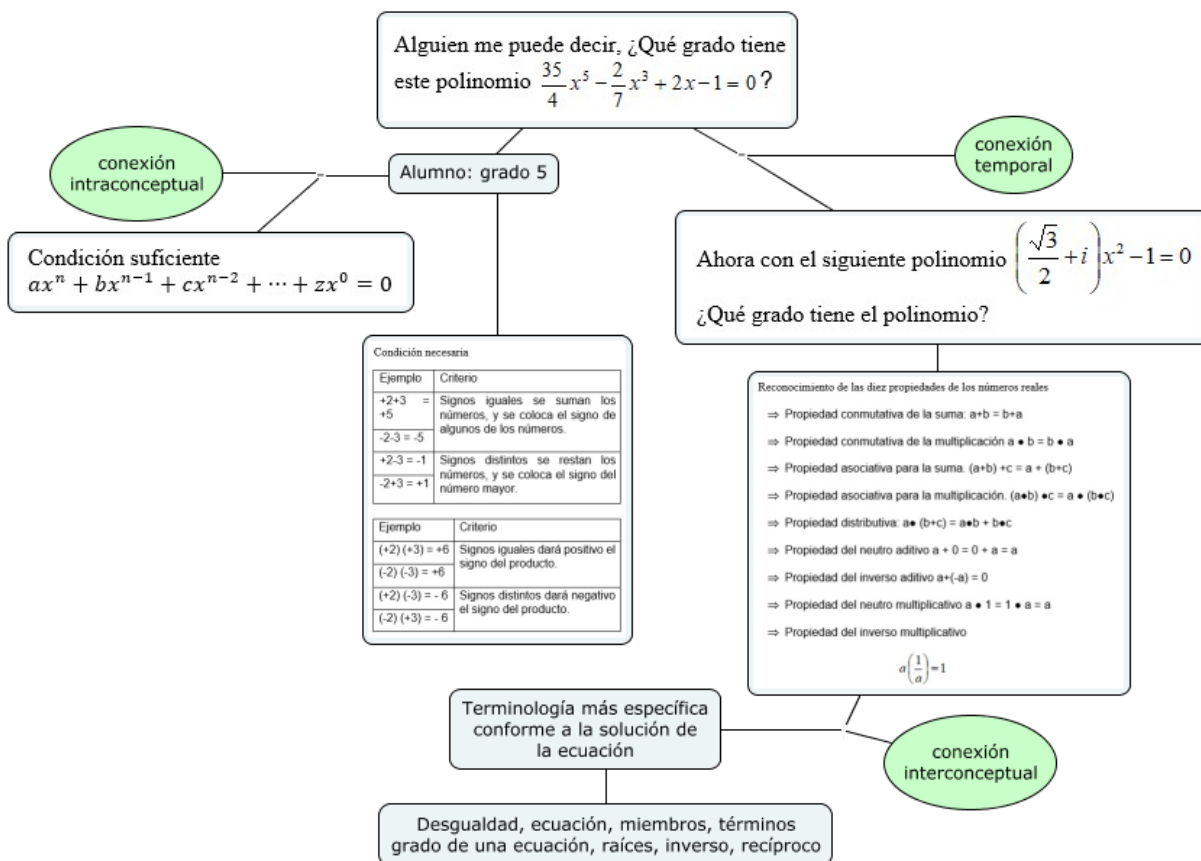 Alguien me puede decir, ¿Qué grado tiene
este polinomio \frac{35}{4}x^5 - \frac{2}{7}x^3 + 2x - 1 = 0?
conexión
intraconceptual
Alumno: grado 5
conexión
temporal
Condición suficiente
ax^n + bx^{n-1} + cx^{n-2} + ⋯ + zx^0 = 0
Ahora con el siguiente polinomio \left(\frac{\sqrt{3}}{2} + i\right)x^2 - 1 = 0
¿Qué grado tiene el polinomio?
Condición necesaria
Ejemplo Criterio
+2+3 = Signos iguales se suman los
+5 números, y se coloca el signo de
-2-3 = -5 algunos de los números.
+2-3 = -1 Signos distintos se restan los
-2+3 = +1 números, y se coloca el signo del
número mayor.
Ejemplo Criterio
(+2) (+3) = +6 Signos iguales dará positivo el
(-2) (-3) = +6 signo del producto.
(+2) (-3) = - 6 Signos distintos dará negativo
(-2) (+3) = - 6 el signo del producto.
Reconocimiento de las diez propiedades de los números reales
⇒ Propiedad conmutativa de la suma: a+b = b+a
⇒ Propiedad conmutativa de la multiplicación a • b = b • a
⇒ Propiedad asociativa para la suma. (a+b) +c = a + (b+c)
⇒ Propiedad asociativa para la multiplicación. (a•b) •c = a • (b•c)
⇒ Propiedad distributiva: a• (b+c) = a•b + b•c
⇒ Propiedad del neutro aditivo a + 0 = 0 + a = a
⇒ Propiedad del inverso aditivo a+(-a) = 0
⇒ Propiedad del neutro multiplicativo a • 1 = 1 • a = a
⇒ Propiedad del inverso multiplicativo
a\left(\frac{1}{a}\right)=1
Terminología más específica
conforme a la solución de
la ecuación
conexión
interconceptual
Desgualdad, ecuación, miembros, términos
grado de una ecuación, raíces, inverso, recíproco